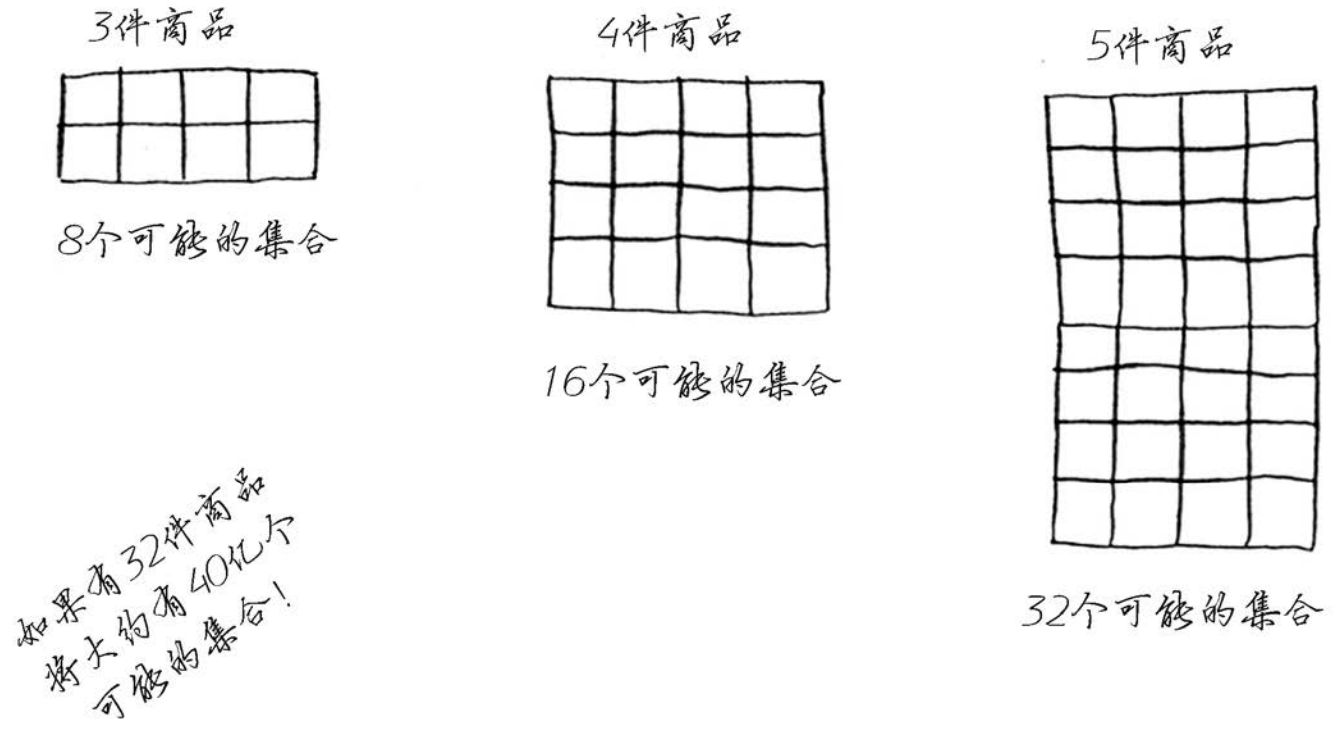 3件商品
4件商品
5件商品
8个可能的集合
16个可能的集合
32个可能的集合
如果有32件商品
将大约有40亿个
可能的集合!